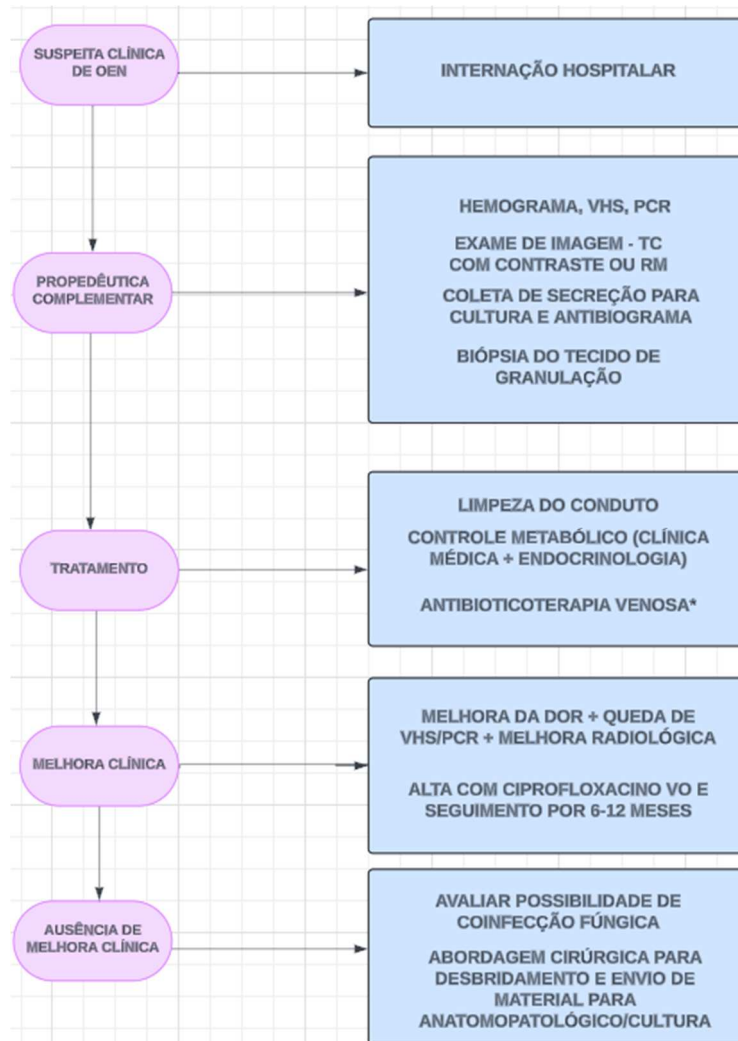 SUSPEITA CLÍNICA
DE OEN
INTERNAÇÃO HOSPITALAR
PROPEDÊUTICA
COMPLEMENTAR
HEMOGRAMA, VHS, PCR
EXAME DE IMAGEM - TC
COM CONTRASTE OU RM
COLETA DE SECREÇÃO PARA
CULTURA E ANTIBIOGRAMA
BIÓPSIA DO TECIDO DE
GRANULAÇÃO
TRATAMENTO
LIMPEZA DO CONDUTO
CONTROLE METABÓLICO (CLÍNICA
MÉDICA + ENDOCRINOLOGIA)
ANTIBIOTICOTERAPIA VENOSA*
MELHORA CLÍNICA
MELHORA DA DOR + QUEDA DE
VHS/PCR + MELHORA RADIOLÓGICA
ALTA COM CIPROFLOXACINO VO E
SEGUIMENTO POR 6-12 MESES
AUSÊNCIA DE
MELHORA CLÍNICA
AVALIAR POSSIBILIDADE DE
COINFECÇÃO FÚNGICA
ABORDAGEM CIRÚRGICA PARA
DESBRIDAMENTO E ENVIO DE
MATERIAL PARA
ANATOMOPATOLÓGICO/CULTURA